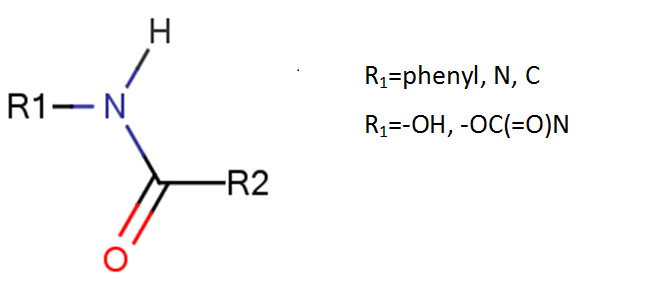 H
R1 N R₁=phenyl, N, C
R₁=-OH, -OC(=O)N
R2
O